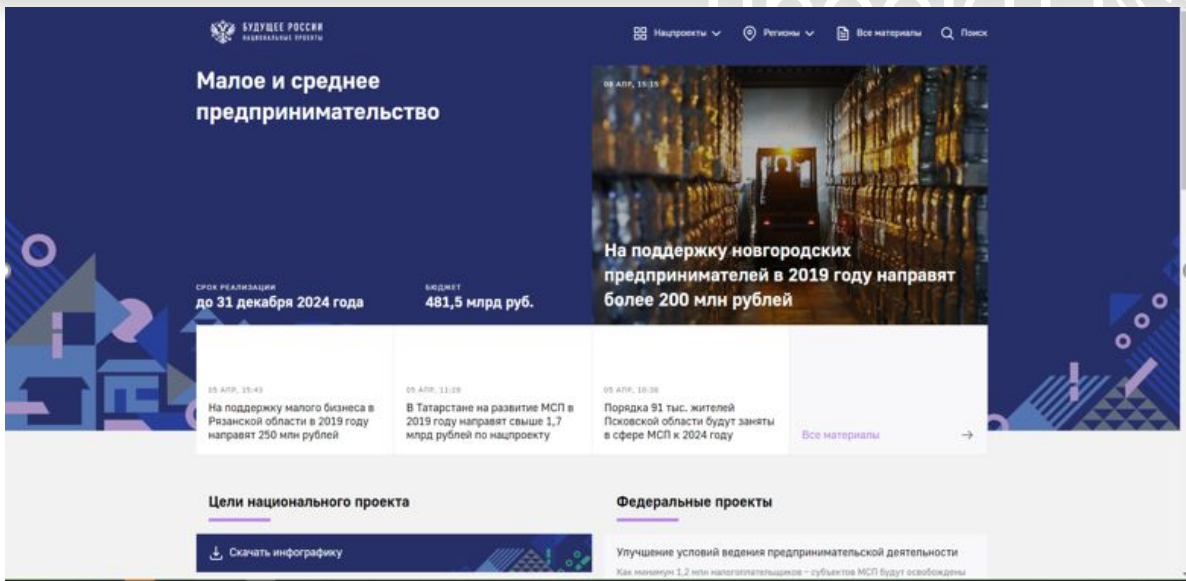 БУДУЩЕЕ РОССИИ
НАЦИОНАЛЬНЫЕ ПРОЕКТЫ
Нацпроекты
Регионы
Все материалы
Поиск
Малое и среднее
предпринимательство
08 АПР, 15:15
На поддержку новгородских
предпринимателей в 2019 году направят
более 200 млн рублей
СРОК РЕАЛИЗАЦИИ
до 31 декабря 2024 года
БЮДЖЕТ
481,5 млрд руб.
05 АПР, 15:43
На поддержку малого бизнеса в
Рязанской области в 2019 году
направят 250 млн рублей
05 АПР, 11:28
В Татарстане на развитие МСП в
2019 году направят свыше 1,7
млрд рублей по нацпроекту
05 АПР, 10:36
Порядка 91 тыс. жителей
Псковской области будут заняты
в сфере МСП к 2024 году
Все материалы
Цели национального проекта
Скачать инфографику
Федеральные проекты
Улучшение условий ведения предпринимательской деятельности
Как минимум 1,2 млн налогоплательщиков – субъектов МСП будут освобождены